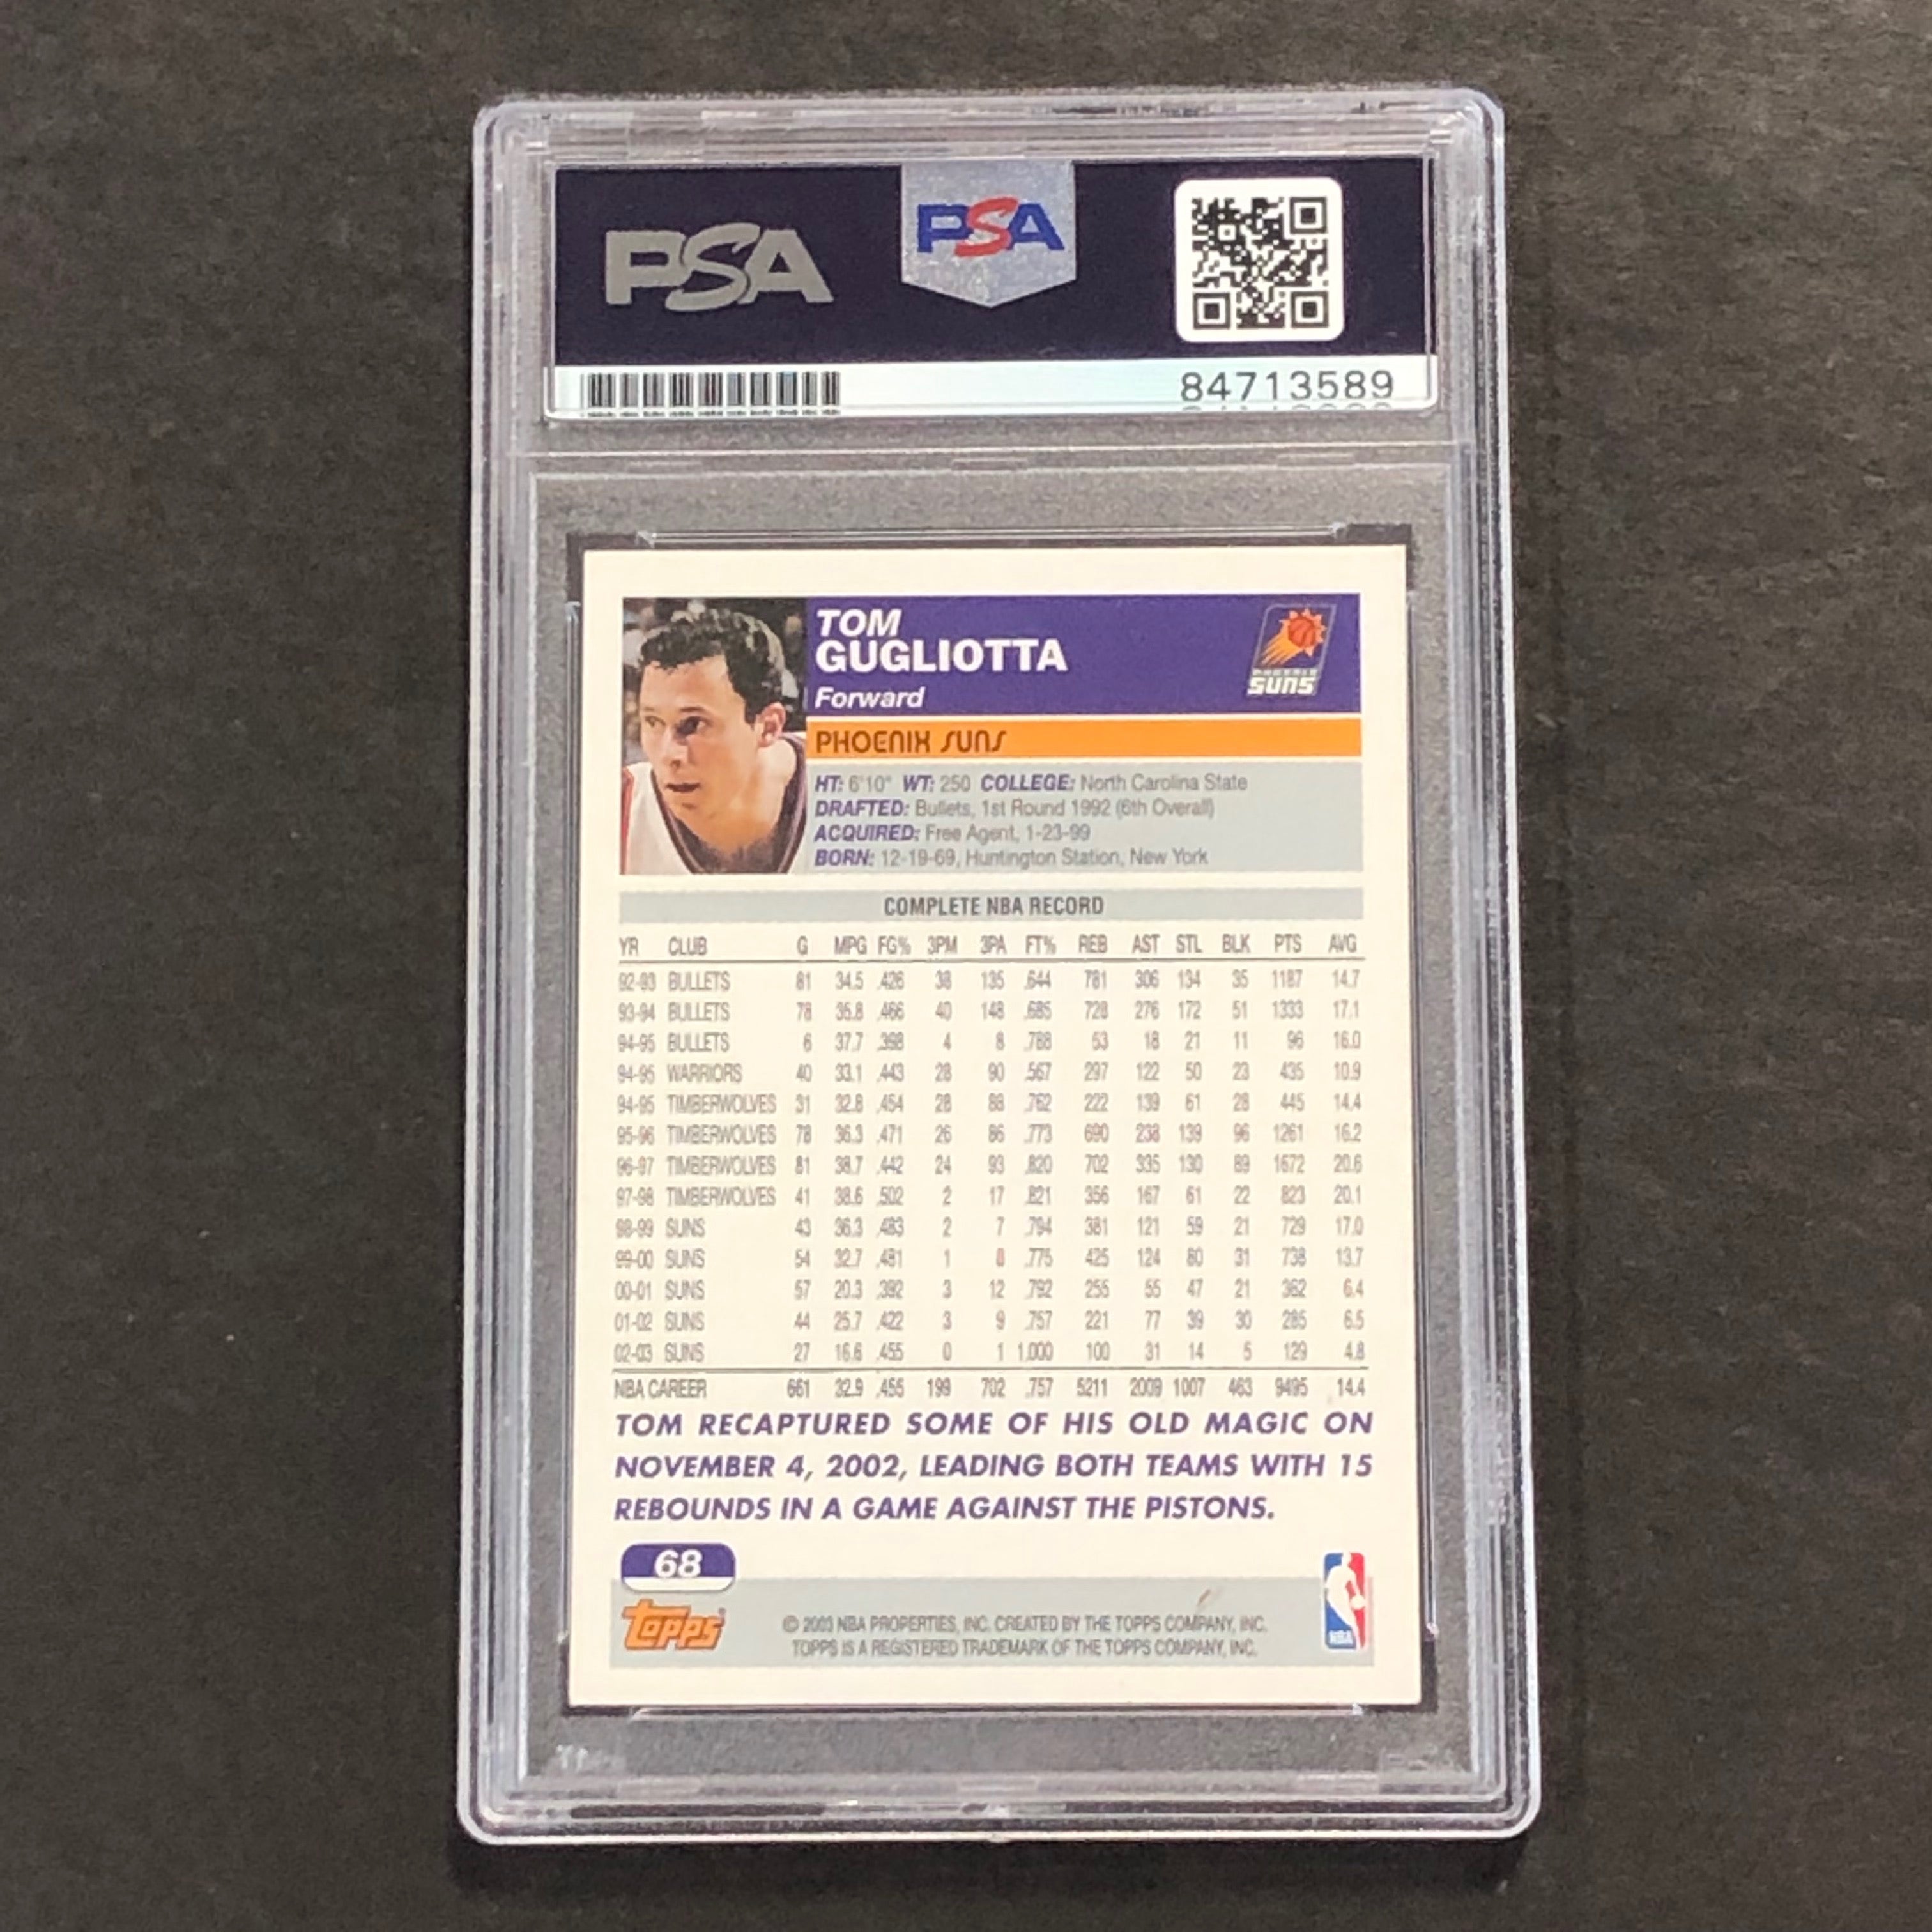 PSA
PSA
84713589
TOM
GUGLIOTTA
Forward
PHOENIX
SUNS
PHOENIX SUNS
HT: 6'10" WT: 250 COLLEGE: North Carolina State
DRAFTED: Bullets, 1st Round 1992 (6th Overall)
ACQUIRED: Free Agent, 1-23-99
BORN: 12-19-69, Huntington Station, New York
COMPLETE NBA RECORD
YR CLUB G MPG FG% 3PM 3PA FT% REB AST STL BLK PTS AVG
92-93 BULLETS 81 34.5 .426 38 135 .644 781 306 134 35 1187 14.7
93-94 BULLETS 78 35.8 .466 40 148 .685 728 276 172 51 1333 17.1
94-95 BULLETS 6 37.7 .398 4 8 .788 53 18 21 11 96 16.0
94-95 WARRIORS 40 33.1 .443 28 90 .567 297 122 50 23 435 10.9
94-95 TIMBERWOLVES 31 32.8 .454 28 88 .762 222 139 61 28 445 14.4
95-96 TIMBERWOLVES 78 36.3 .471 26 86 .773 690 238 139 96 1261 16.2
96-97 TIMBERWOLVES 81 38.7 .442 24 93 .820 702 335 130 89 1672 20.6
97-98 TIMBERWOLVES 41 38.6 .502 2 17 .821 356 167 61 22 823 20.1
98-99 SUNS 43 36.3 .483 2 7 .794 381 121 59 21 729 17.0
99-00 SUNS 54 32.7 .481 1 8 .775 425 124 80 31 738 13.7
00-01 SUNS 57 20.3 .392 3 12 .792 255 55 47 21 362 6.4
01-02 SUNS 44 25.7 .422 3 9 .757 221 77 39 30 285 6.5
02-03 SUNS 27 16.6 .455 0 1 1.000 100 31 14 5 129 4.8
NBA CAREER 661 32.9 .455 199 702 .757 5211 2009 1007 463 9495 14.4
TOM RECAPTURED SOME OF HIS OLD MAGIC ON
NOVEMBER 4, 2002, LEADING BOTH TEAMS WITH 15
REBOUNDS IN A GAME AGAINST THE PISTONS.
68
topps
© 2003 NBA PROPERTIES, INC. CREATED BY THE TOPPS COMPANY, INC.
TOPPS IS A REGISTERED TRADEMARK OF THE TOPPS COMPANY, INC.
NBA